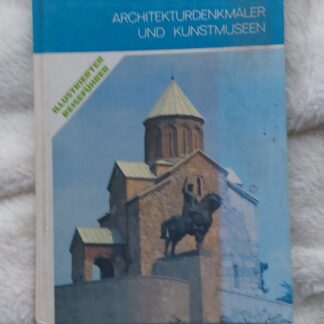 ARCHITEKTURDENKMÄLER
UND KUNSTMUSEEN
ILLUSTRIERTER
REISEFÜHRER